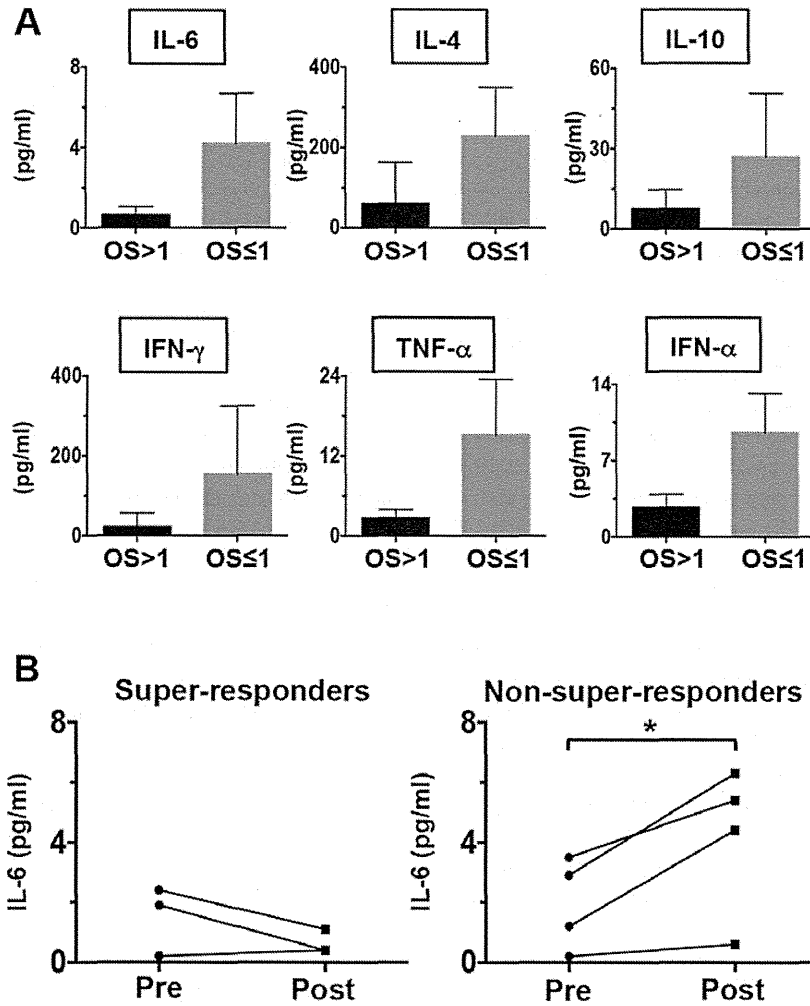 A
IL-6
IL-4
IL-10
8
4
0
(pg/ml)
OS>1
OS≤1
400
200
0
(pg/ml)
OS>1
OS≤1
60
30
0
(pg/ml)
OS>1
OS≤1
IFN-γ
TNF-α
IFN-α
400
200
0
(pg/ml)
OS>1
OS≤1
24
12
0
(pg/ml)
OS>1
OS≤1
14
7
0
(pg/ml)
OS>1
OS≤1
B
Super-responders
8
4
0
IL-6 (pg/ml)
Pre
Post
Non-super-responders
*
8
4
0
IL-6 (pg/ml)
Pre
Post